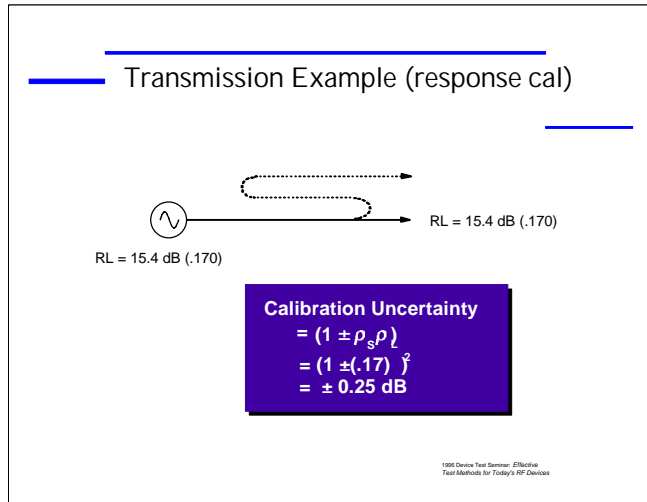 Transmission Example (response cal)
RL = 15.4 dB (.170)
RL = 15.4 dB (.170)
Calibration Uncertainty
= (1 ± ρSρL)
= (1 ±(.17) )2
= ± 0.25 dB
1996 Device Test Seminar: Effective
Test Methods for Today's RF Devices